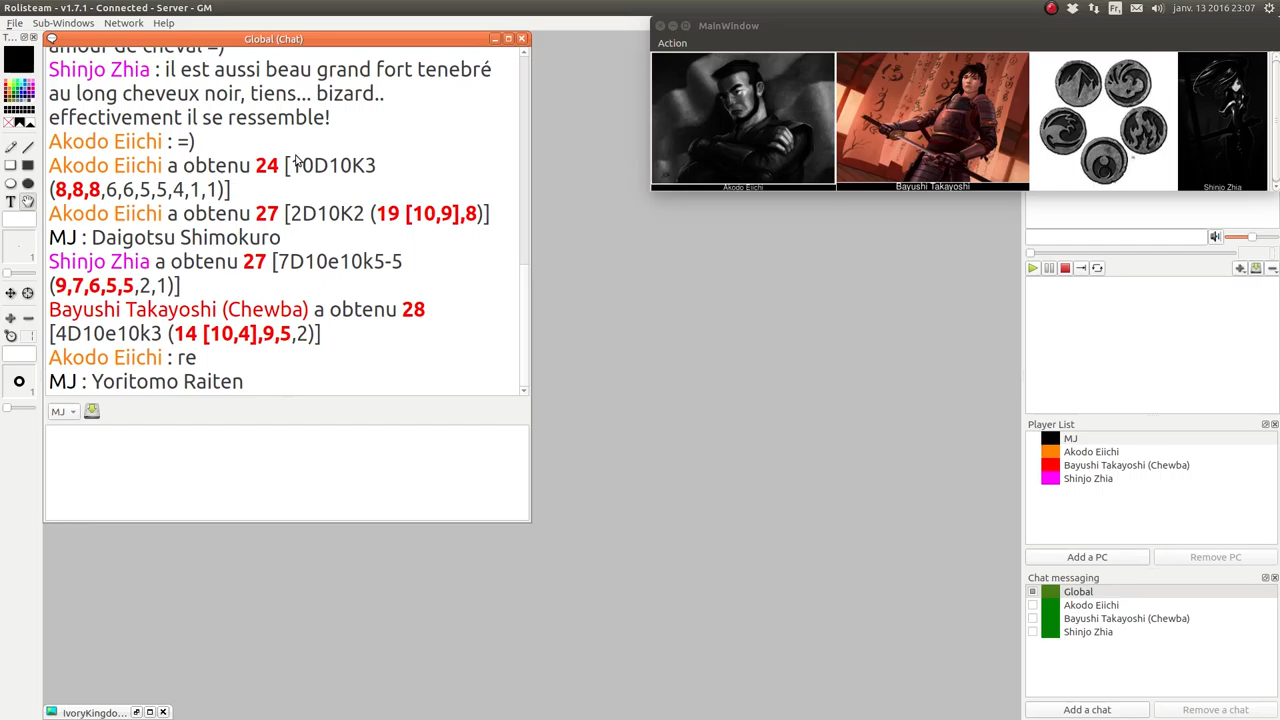 Rolisteam - v1.7.1 - Connected - Server - GM
Fr
janv. 13 2016 23:07
File Sub-Windows Network Help
T...
Global (Chat)
MainWindow
Action
Shinjo Zhia : il est aussi beau grand fort tenebré
au long cheveux noir, tiens... bizard..
effectivement il se ressemble!
Akodo Eiichi : =)
Akodo Eiichi a obtenu 24 [10D10K3
(8,8,8,6,6,5,5,4,1,1)]
Akodo Eiichi a obtenu 27 [2D10K2 (19 [10,9],8)]
MJ : Daigotsu Shimokuro
Shinjo Zhia a obtenu 27 [7D10e10k5-5
(9,7,6,5,5,2,1)]
Bayushi Takayoshi (Chewba) a obtenu 28
[4D10e10k3 (14 [10,4],9,5,2)]
Akodo Eiichi : re
MJ : Yoritomo Raiten
MJ
1
1
Akodo Eiichi
Bayushi Takayoshi
Shinjo Zhia
Player List
MJ
Akodo Eiichi
Bayushi Takayoshi (Chewba)
Shinjo Zhia
Add a PC
Remove PC
Chat messaging
Global
Akodo Eiichi
Bayushi Takayoshi (Chewba)
Shinjo Zhia
Add a chat
Remove a chat
IvoryKingdo...